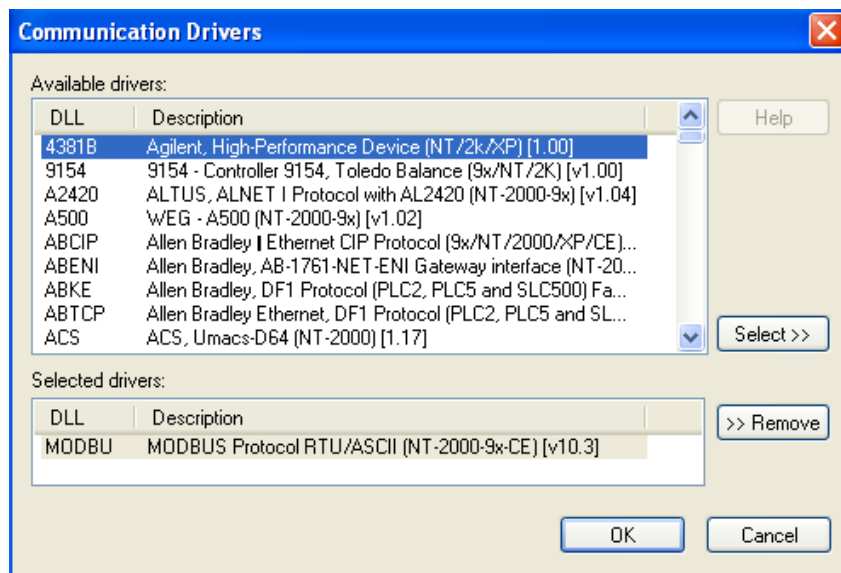 Communication Drivers
Available drivers:
DLL Description
4381B Agilent, High-Performance Device (NT/2k/XP) [1.00]
9154 9154 - Controller 9154, Toledo Balance (9x/NT/2K) [v1.00]
A2420 ALTUS, ALNET I Protocol with AL2420 (NT-2000-9x) [v1.04]
A500 WEG - A500 (NT-2000-9x) [v1.02]
ABCIP Allen Bradley | Ethernet CIP Protocol (9x/NT/2000/XP/CE)...
ABENI Allen Bradley, AB-1761-NET-ENI Gateway interface (NT-20...
ABKE Allen Bradley, DF1 Protocol (PLC2, PLC5 and SLC500) Fa...
ABTCP Allen Bradley Ethernet, DF1 Protocol (PLC2, PLC5 and SL...
ACS ACS, Umacs-D64 (NT-2000) [1.17]
Help
Select >>
Selected drivers:
DLL Description
MODBU MODBUS Protocol RTU/ASCII (NT-2000-9x-CE) [v10.3]
>> Remove
OK Cancel